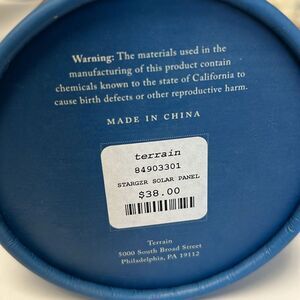 Warning: The materials used in the
manufacturing of this product contain
chemicals known to the state of California to
cause birth defects or other reproductive harm.
MADE IN CHINA
terrain
84903301
STARGZR SOLAR PANEL
$38.00
Terrain
5000 South Broad Street
Philadelphia, PA 19112